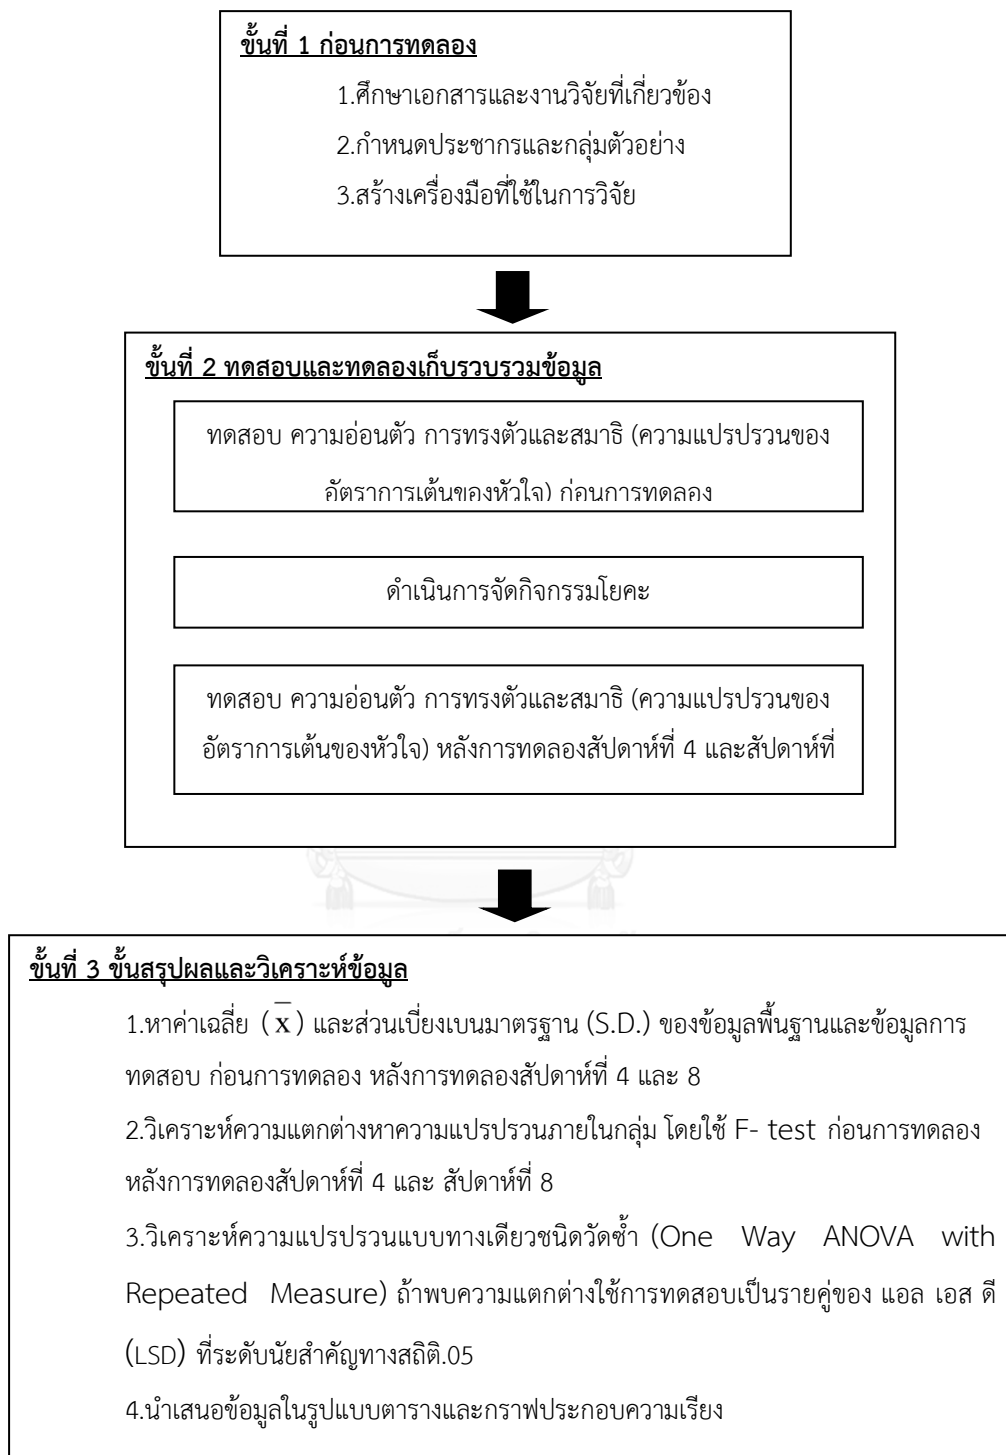 ขั้นที่ 1 ก่อนการทดลอง
1.ศึกษาเอกสารและงานวิจัยที่เกี่ยวข้อง
2.กำหนดประชากรและกลุ่มตัวอย่าง
3.สร้างเครื่องมือที่ใช้ในการวิจัย
ขั้นที่ 2 ทดสอบและทดลองเก็บรวบรวมข้อมูล
ทดสอบ ความอ่อนตัว การทรงตัวและสมาธิ (ความแปรปรวนของ
อัตราการเต้นของหัวใจ) ก่อนการทดลอง
ดำเนินการจัดกิจกรรมโยคะ
ทดสอบ ความอ่อนตัว การทรงตัวและสมาธิ (ความแปรปรวนของ
อัตราการเต้นของหัวใจ) หลังการทดลองสัปดาห์ที่ 4 และสัปดาห์ที่
ขั้นที่ 3 ขั้นสรุปผลและวิเคราะห์ข้อมูล
1.หาค่าเฉลี่ย (x̄) และส่วนเบี่ยงเบนมาตรฐาน (S.D.) ของข้อมูลพื้นฐานและข้อมูลการ
ทดสอบ ก่อนการทดลอง หลังการทดลองสัปดาห์ที่ 4 และ 8
2.วิเคราะห์ความแตกต่างหาความแปรปรวนภายในกลุ่ม โดยใช้ F- test ก่อนการทดลอง
หลังการทดลองสัปดาห์ที่ 4 และ สัปดาห์ที่ 8
3.วิเคราะห์ความแปรปรวนแบบทางเดียวชนิดวัดซ้ำ (One Way ANOVA with
Repeated Measure) ถ้าพบความแตกต่างใช้การทดสอบเป็นรายคู่ของ แอล เอส ดี
(LSD) ที่ระดับนัยสำคัญทางสถิติ.05
4.นำเสนอข้อมูลในรูปแบบตารางและกราฟประกอบความเรียง